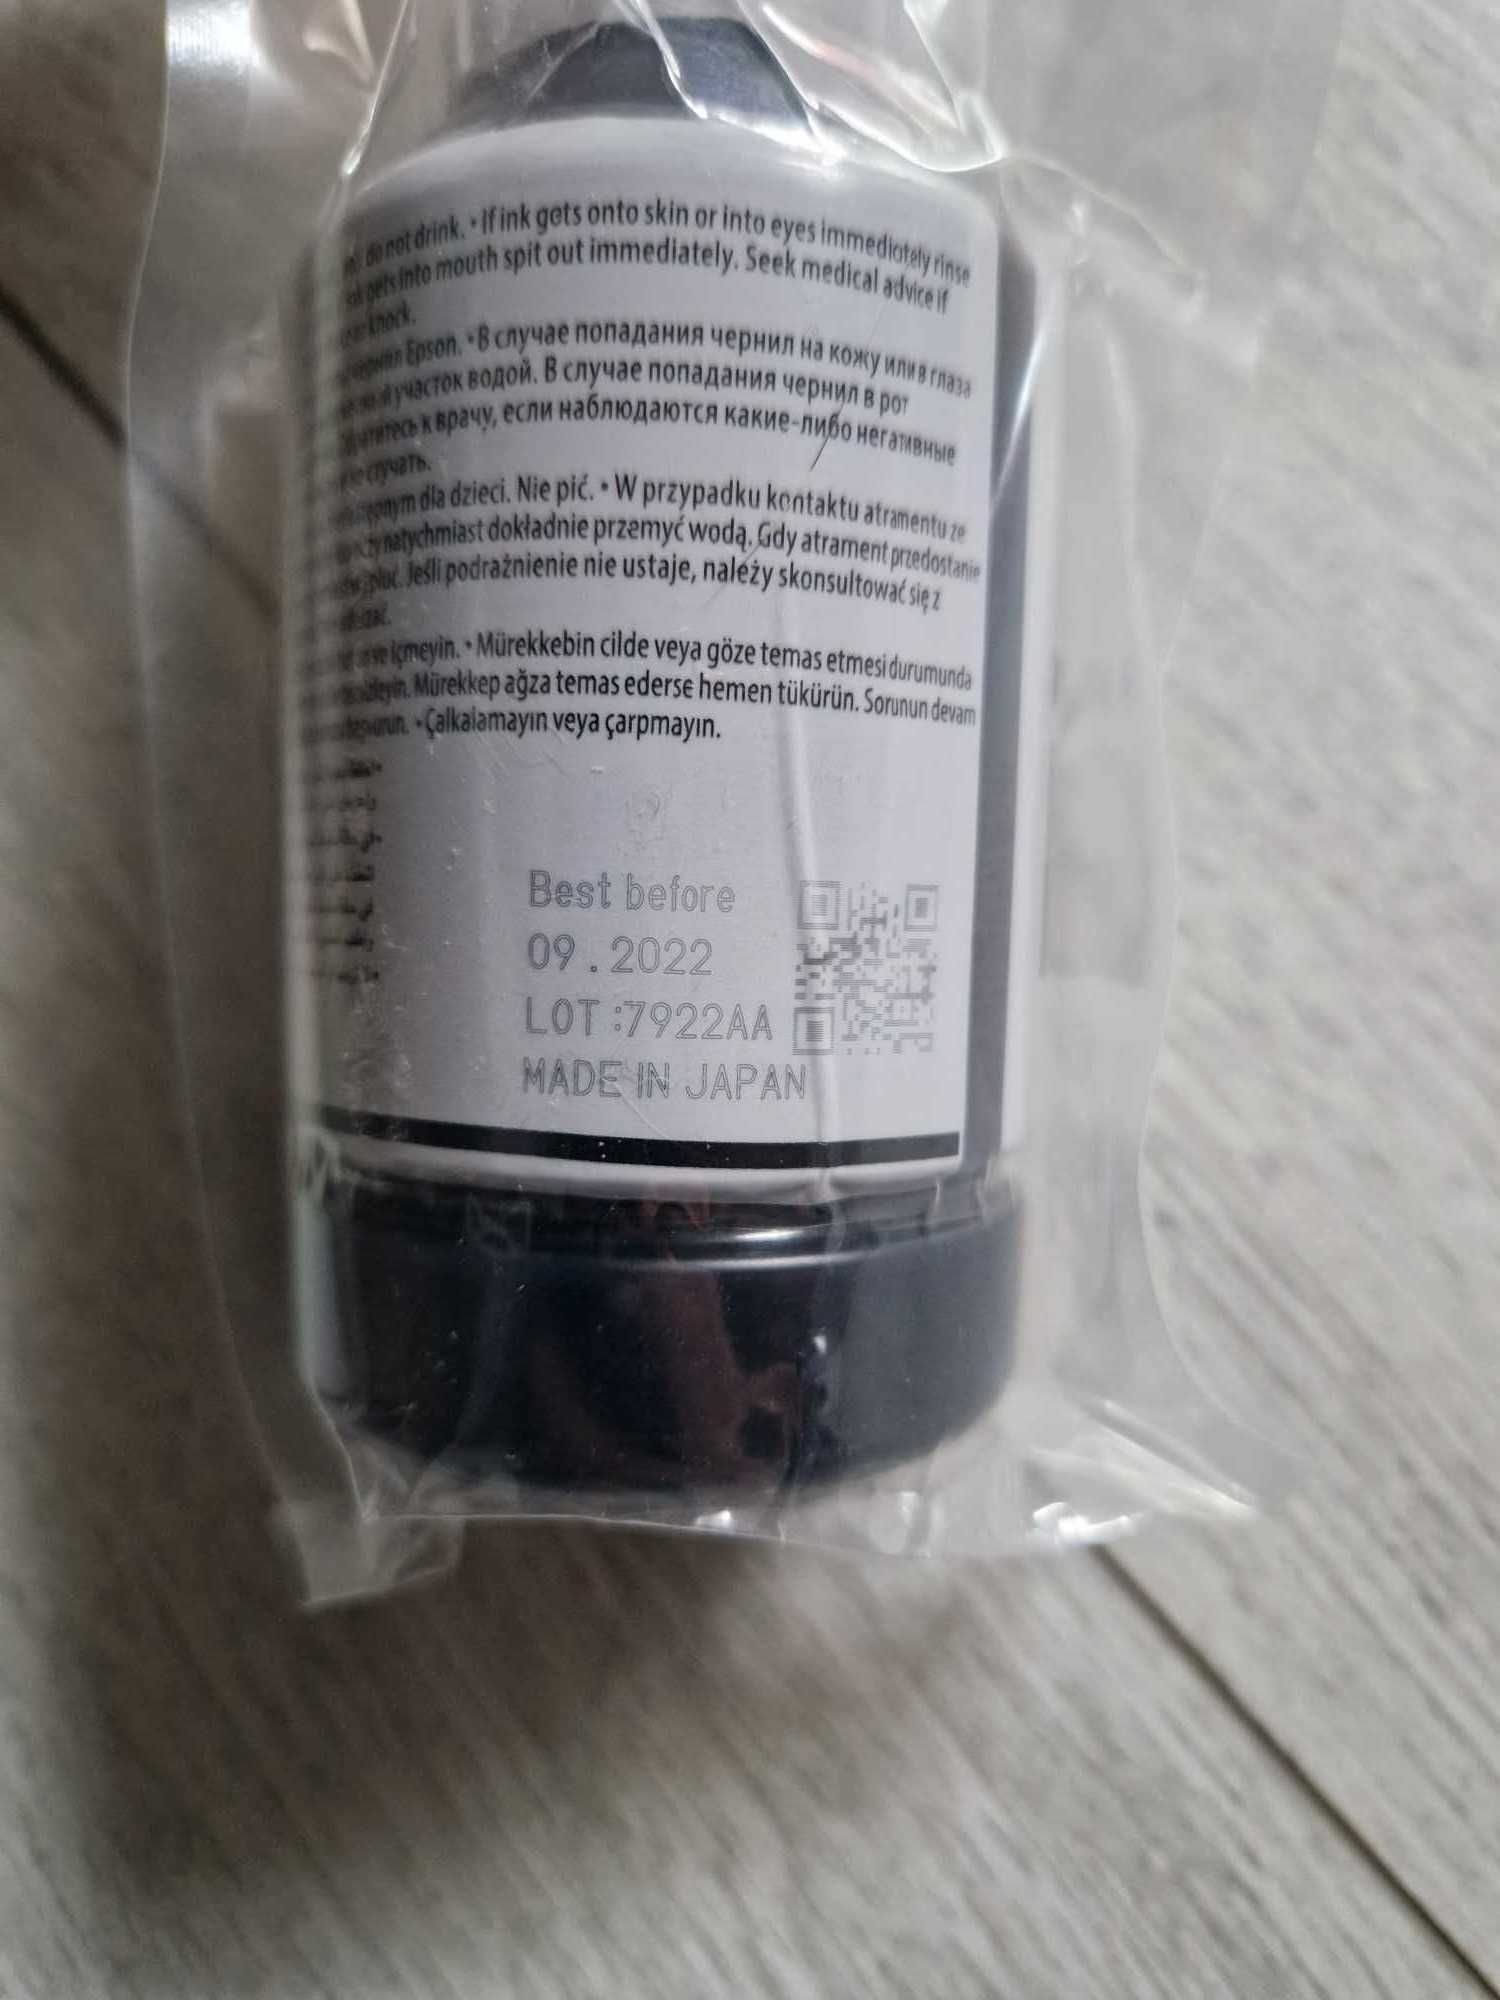 do not drink. • If ink gets onto skin or into eyes immediately rinse
gets into mouth spit out immediately. Seek medical advice if
knock.
Epson. • В случае попадания чернил на кожу или в глаза
участок водой. В случае попадания чернил в рот
к врачу, если наблюдаются какие-либо негативные
стучать.
dla dzieci. Nie pić. • W przypadku kontaktu atramentu ze
natychmiast dokładnie przemyć wodą. Gdy atrament przedostanie
Jeśli podrażnienie nie ustaje, należy skonsultować się z
ve içmeyin. • Mürekkebin cilde veya göze temas etmesi durumunda
Mürekkep ağza temas ederse hemen tükürün. Sorunun devam
• Çalkalamayın veya çarpmayın.
Best before
09.2022
LOT:7922AA
MADE IN JAPAN